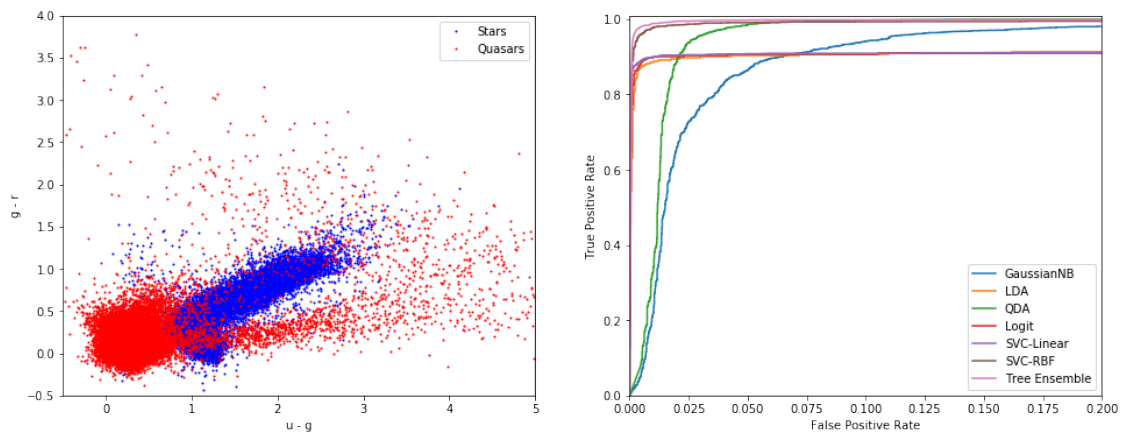 4.0
3.5
3.0
2.5
2.0
1.5
1.0
0.5
0.0
−0.5
g - r
Stars
Quasars
0 1 2 3 4 5
u - g
1.0
0.8
0.6
0.4
0.2
0.0
True Positive Rate
GaussianNB
LDA
QDA
Logit
SVC-Linear
SVC-RBF
Tree Ensemble
0.000 0.025 0.050 0.075 0.100 0.125 0.150 0.175 0.200
False Positive Rate